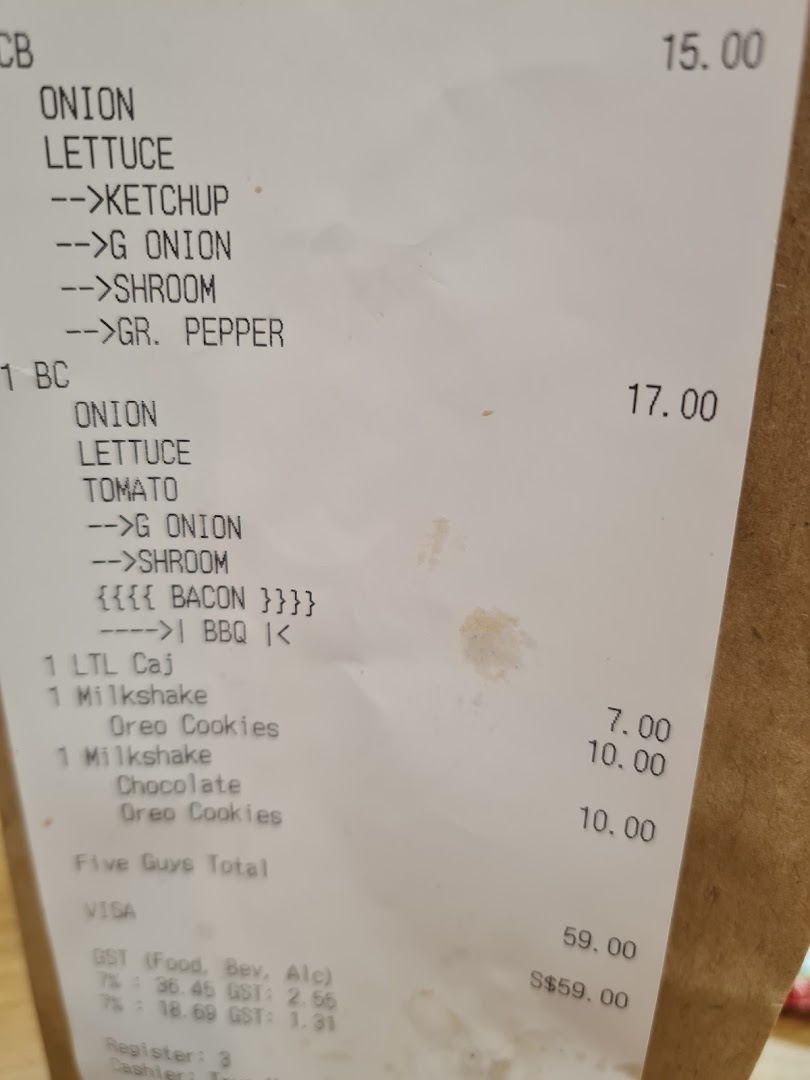 CB 15.00
ONION
LETTUCE
-->KETCHUP
-->G ONION
-->SHROOM
-->GR. PEPPER
1 BC 17.00
ONION
LETTUCE
TOMATO
-->G ONION
-->SHROOM
{{{{ BACON }}}}
---->| BBQ |<
1 LTL Caj 7.00
1 Milkshake 10.00
Oreo Cookies
1 Milkshake 10.00
Chocolate
Oreo Cookies
Five Guys Total 59.00
VISA S$59.00
GST (Food, Bev, Alc)
7% : 36.45 GST: 2.55
7% : 18.69 GST: 1.31
Register: 3
Cashier: